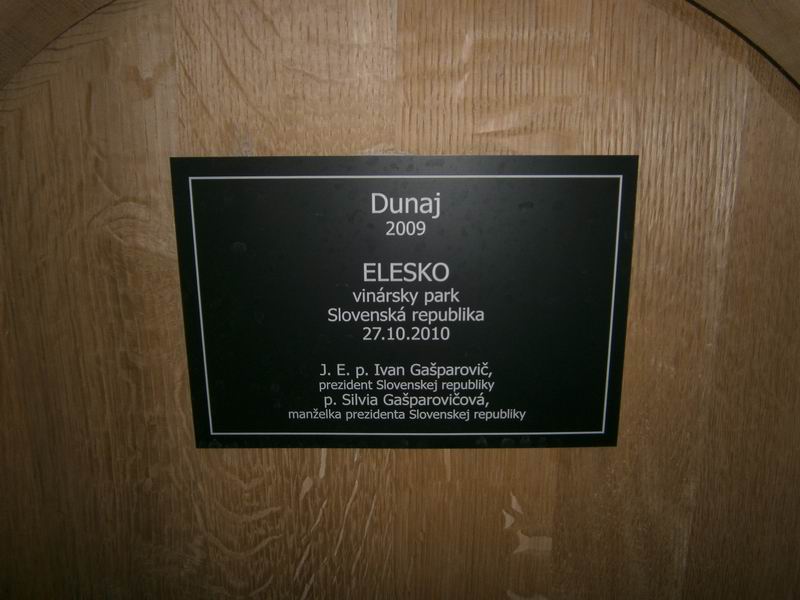 Dunaj
2009
ELESKO
vinársky park
Slovenská republika
27.10.2010
J. E. p. Ivan Gašparovič,
prezident Slovenskej republiky
p. Silvia Gašparovičová,
manželka prezidenta Slovenskej republiky